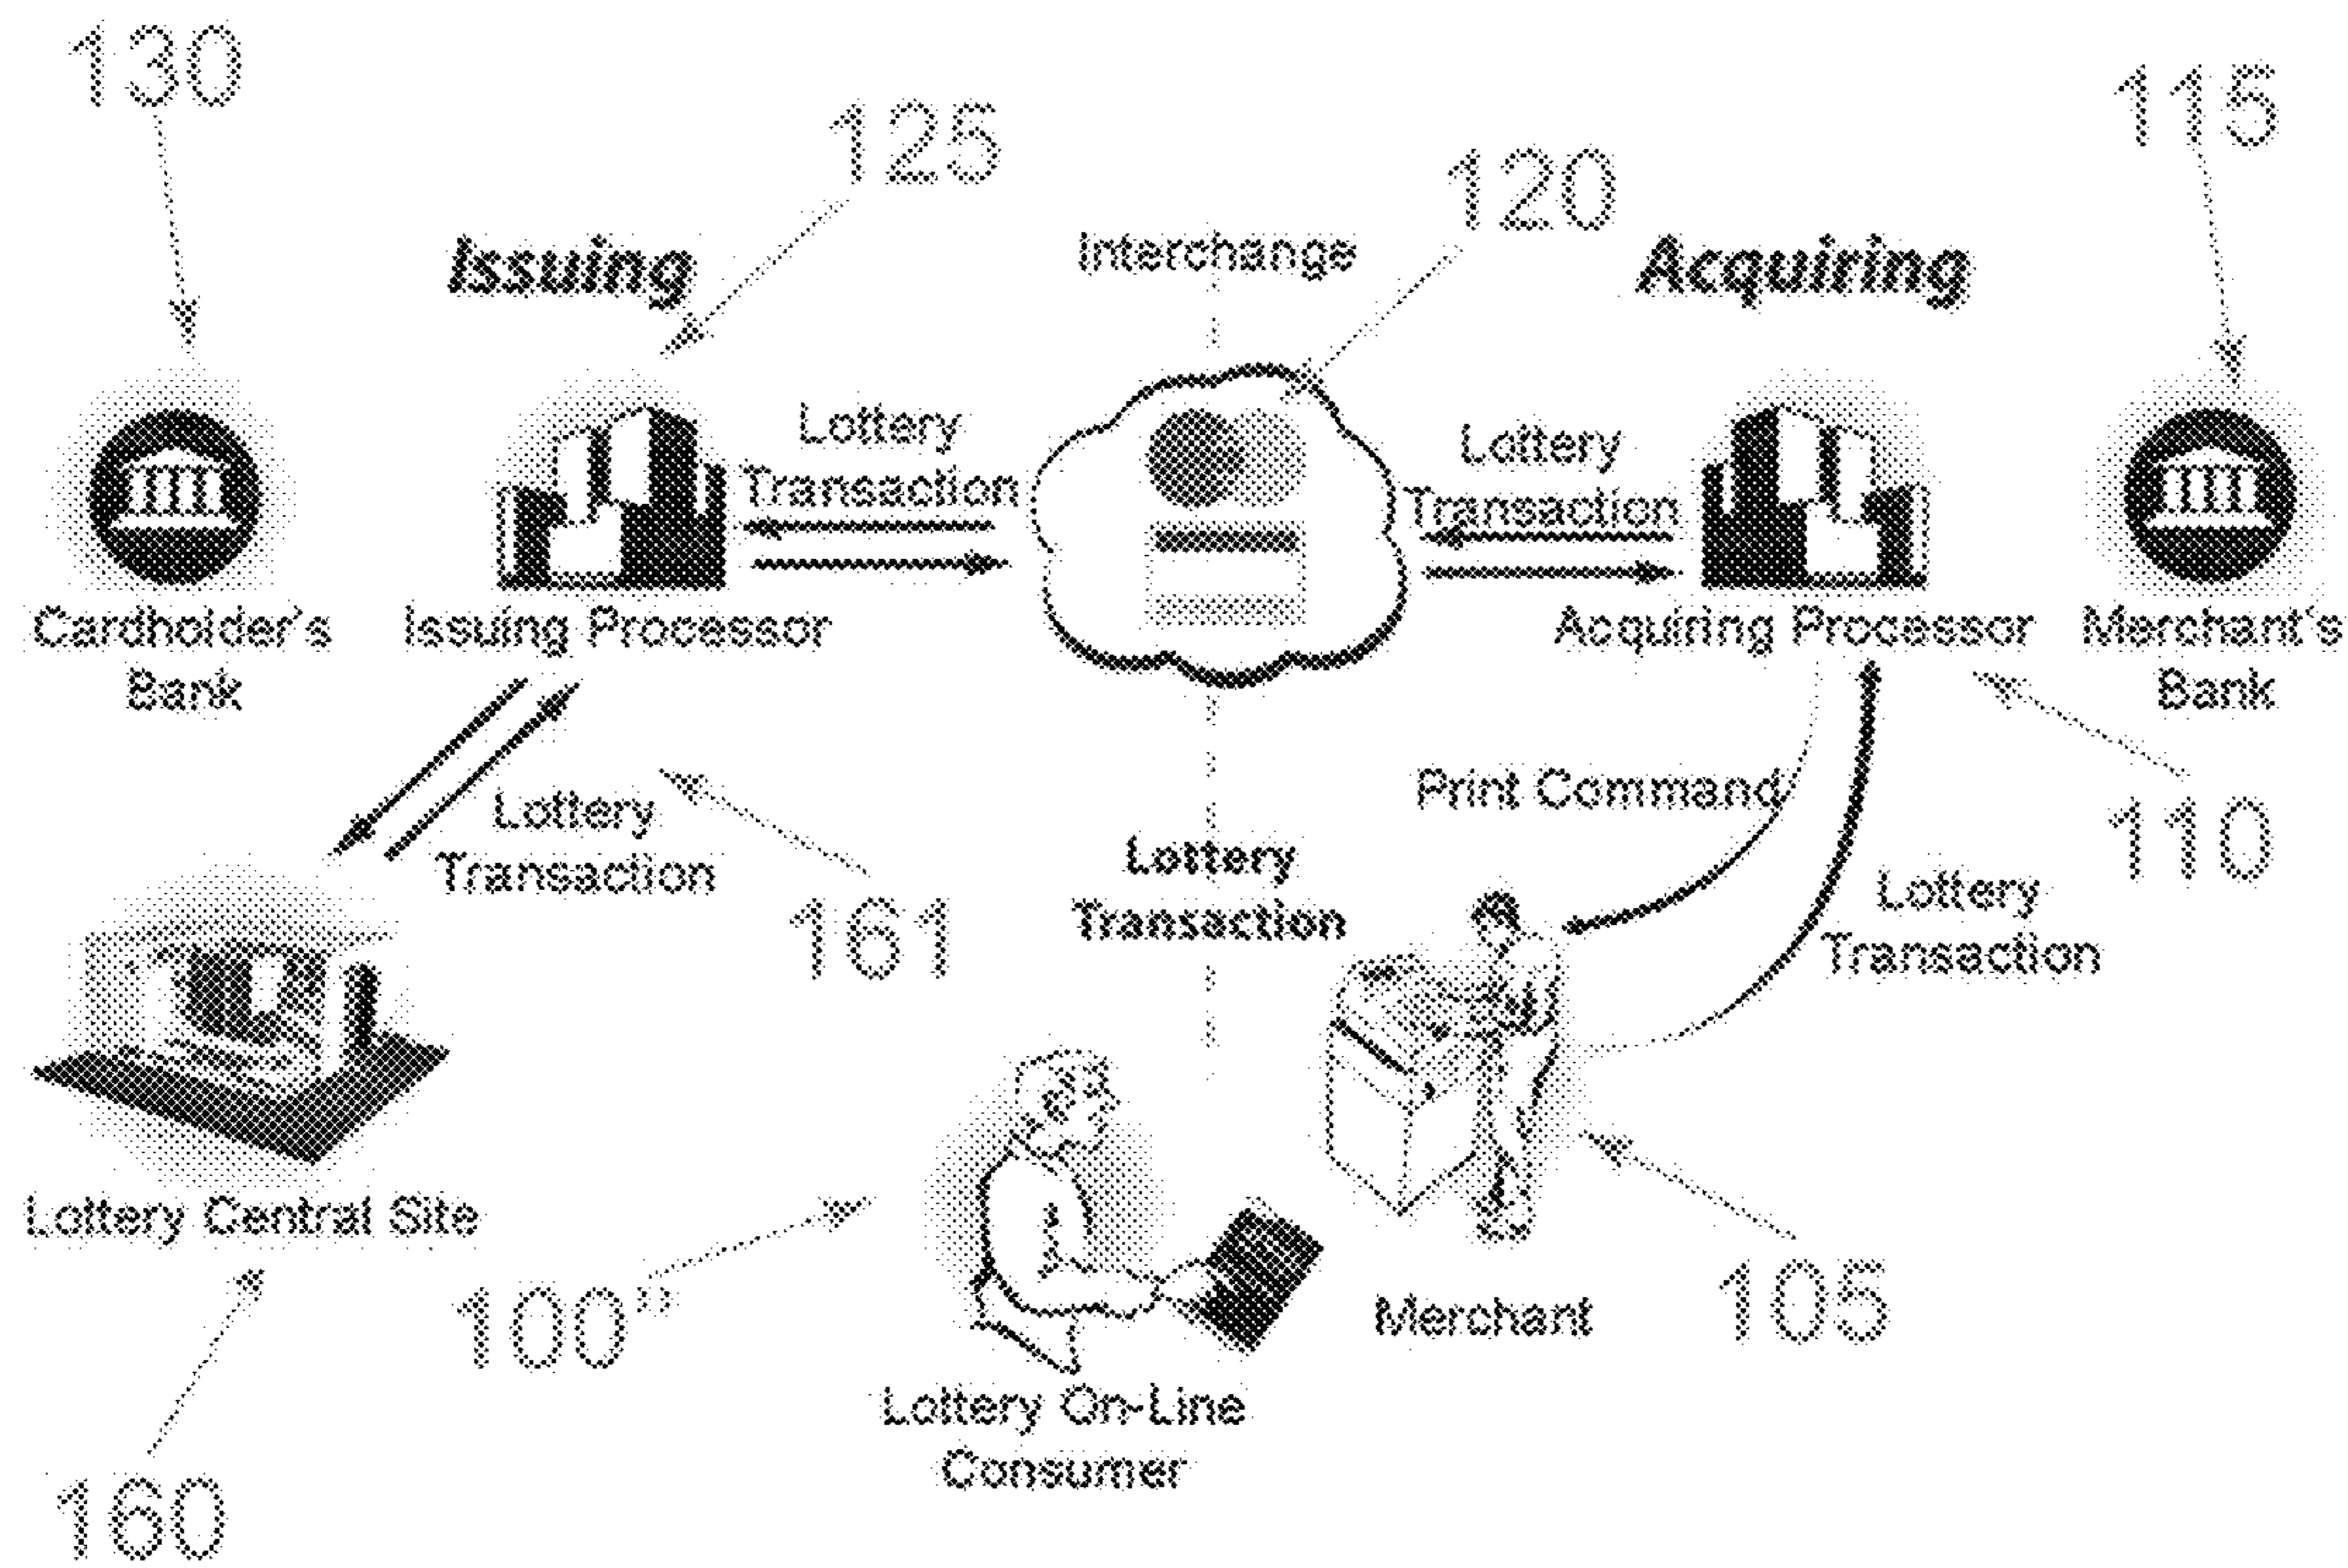 130
125
115
120
Issuing
Interchange
Acquiring
Lottery
Transaction
Lottery
Transaction
Cardholder's
Bank
Issuing Processor
Acquiring Processor
Merchant's
Bank
Print Command
110
Lottery
Transaction
161
Lottery
Transaction
Lottery
Transaction
Lottery Central Site
100"
Merchant
105
Lottery On-Line
Consumer
160